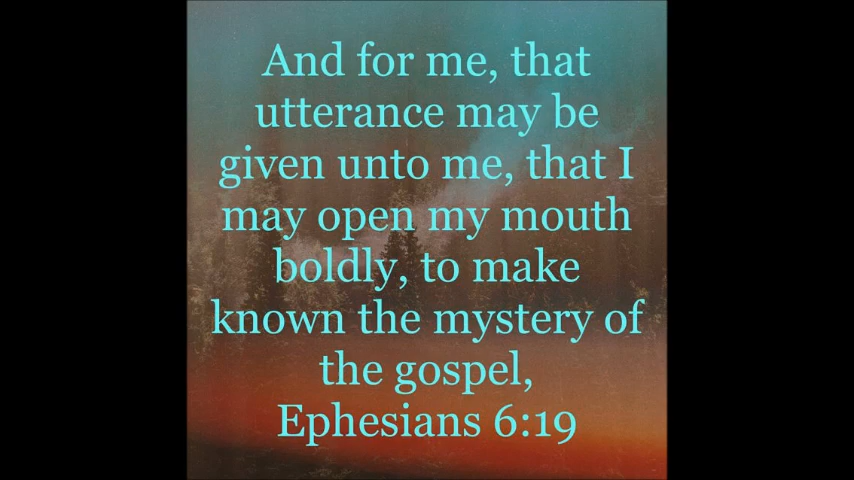 And for me, that
utterance may be
given unto me, that I
may open my mouth
boldly, to make
known the mystery of
the gospel,
Ephesians 6:19